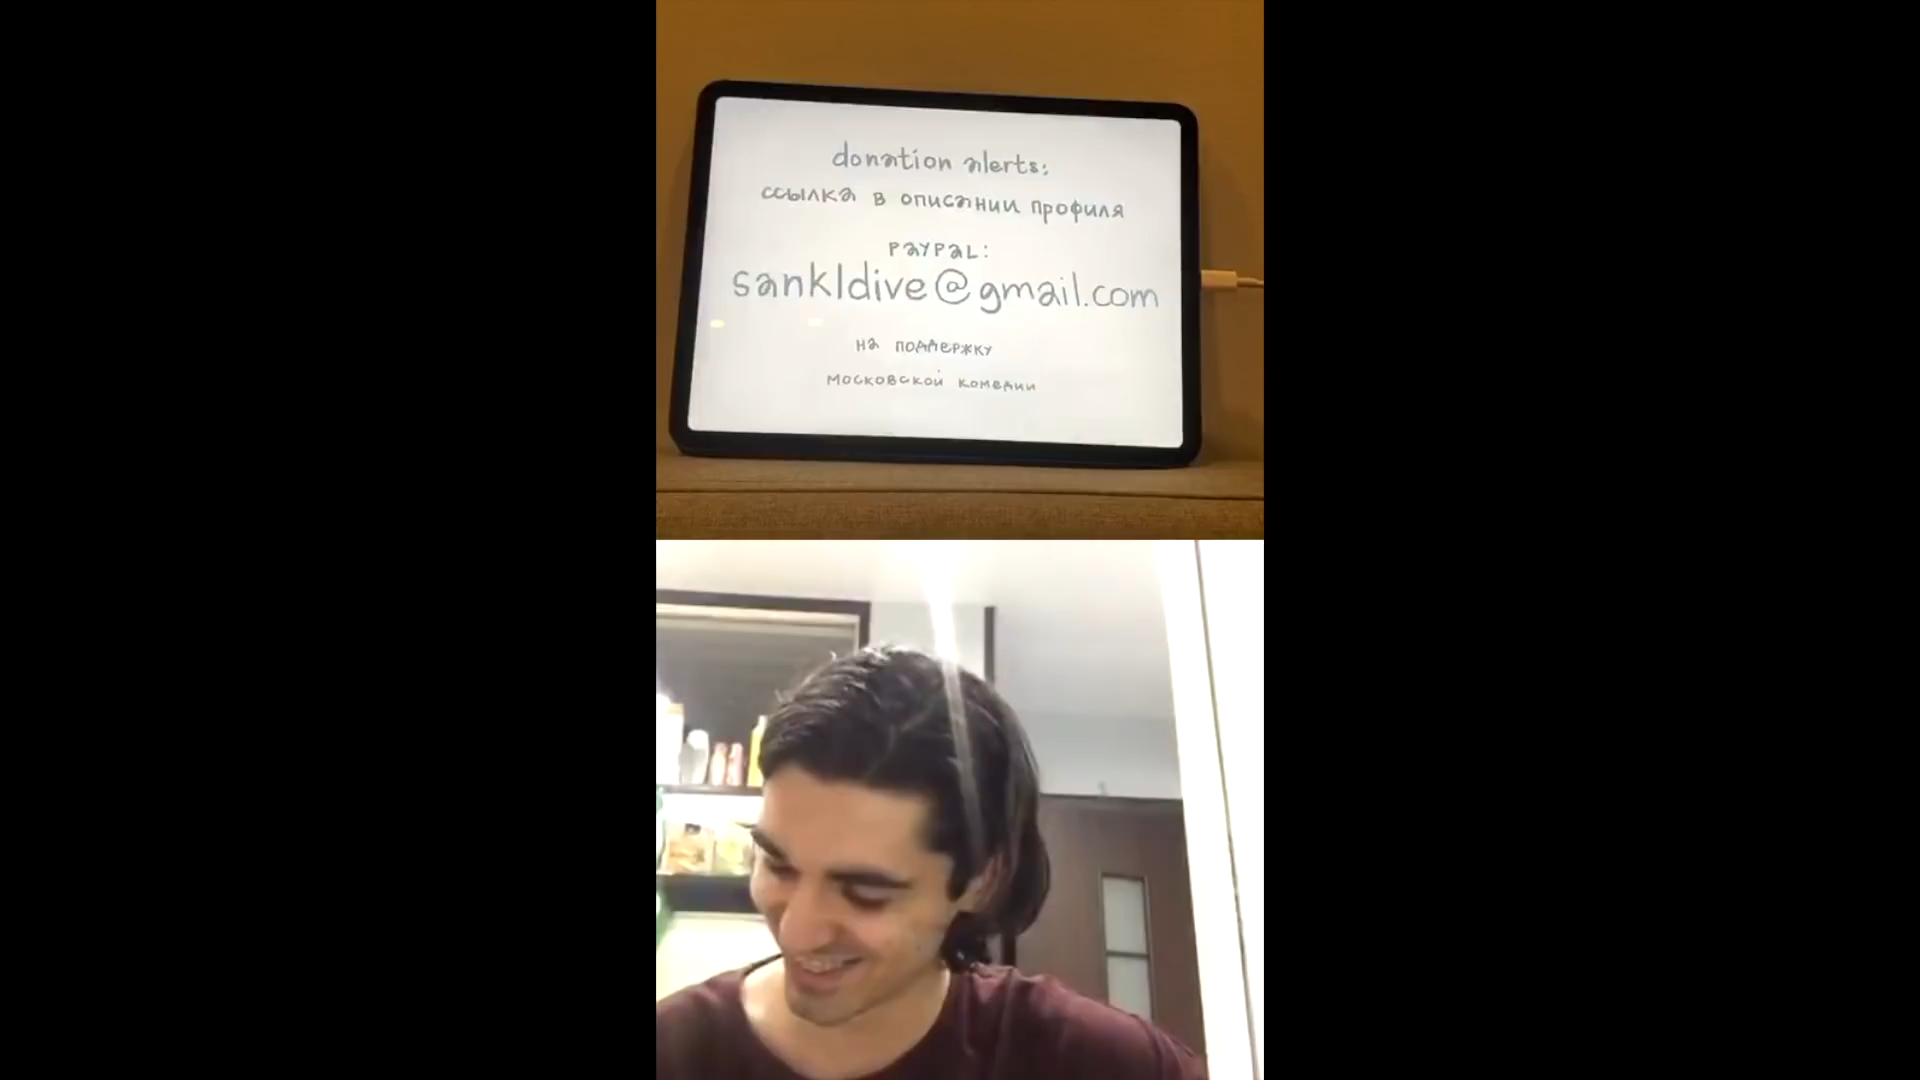 donation alerts:
ссылка в описании профиля
PAYPAL:
sankldive@gmail.com
на поддержку
московской комедии